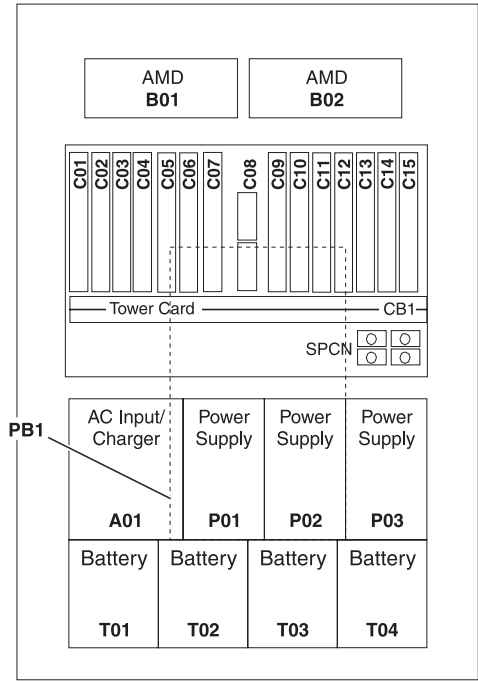 AMD AMD
B01 B02
C01 C02 C03 C04 C05 C06 C07 C08 C09 C10 C11 C12 C13 C14 C15
Tower Card CB1
SPCN
PB1
AC Input/ Power Power Power
Charger Supply Supply Supply
A01 P01 P02 P03
Battery Battery Battery Battery
T01 T02 T03 T04